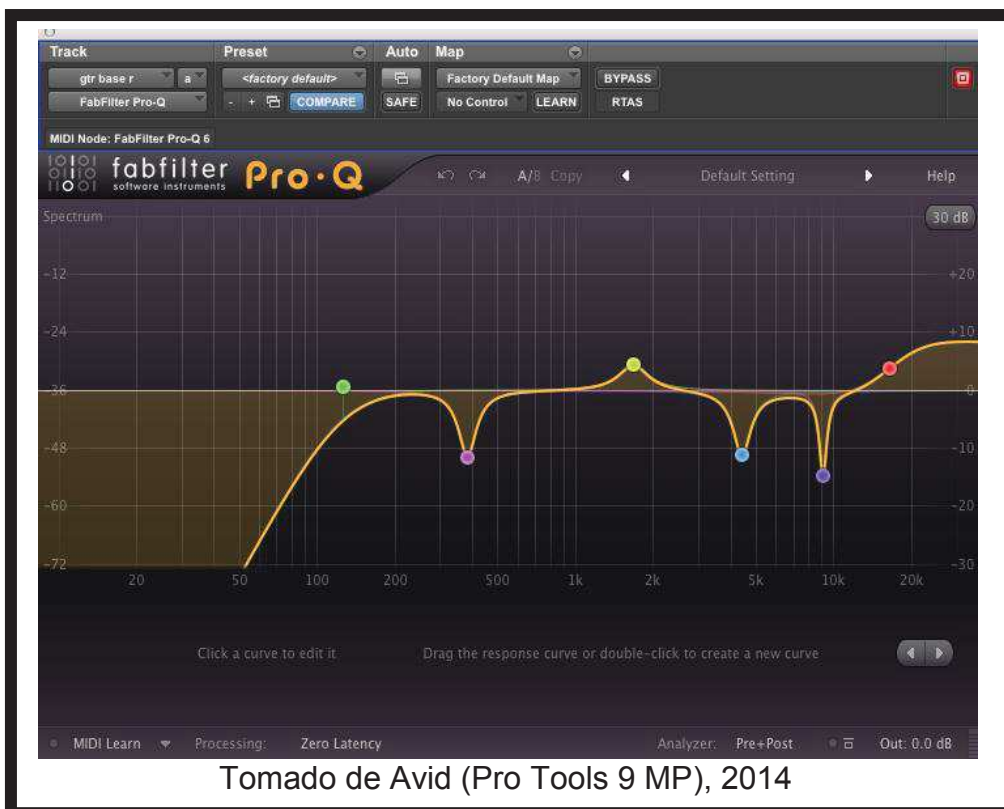 Track Preset Auto Map
gtr base r a <factory default> Factory Default Map BYPASS
FabFilter Pro-Q - + COMPARE SAFE No Control LEARN RTAS
MIDI Node: FabFilter Pro-Q 6
fabfilter Pro·Q A/B Copy Default Setting Help
software instruments
Spectrum 30 dB
-12 +20
-24 +10
-36 0
-48 -10
-60 -20
-72 -30
20 50 100 200 500 1k 2k 5k 10k 20k
Click a curve to edit it Drag the response curve or double-click to create a new curve
MIDI Learn Processing: Zero Latency Analyzer: Pre+Post Out: 0.0 dB
Tomado de Avid (Pro Tools 9 MP), 2014